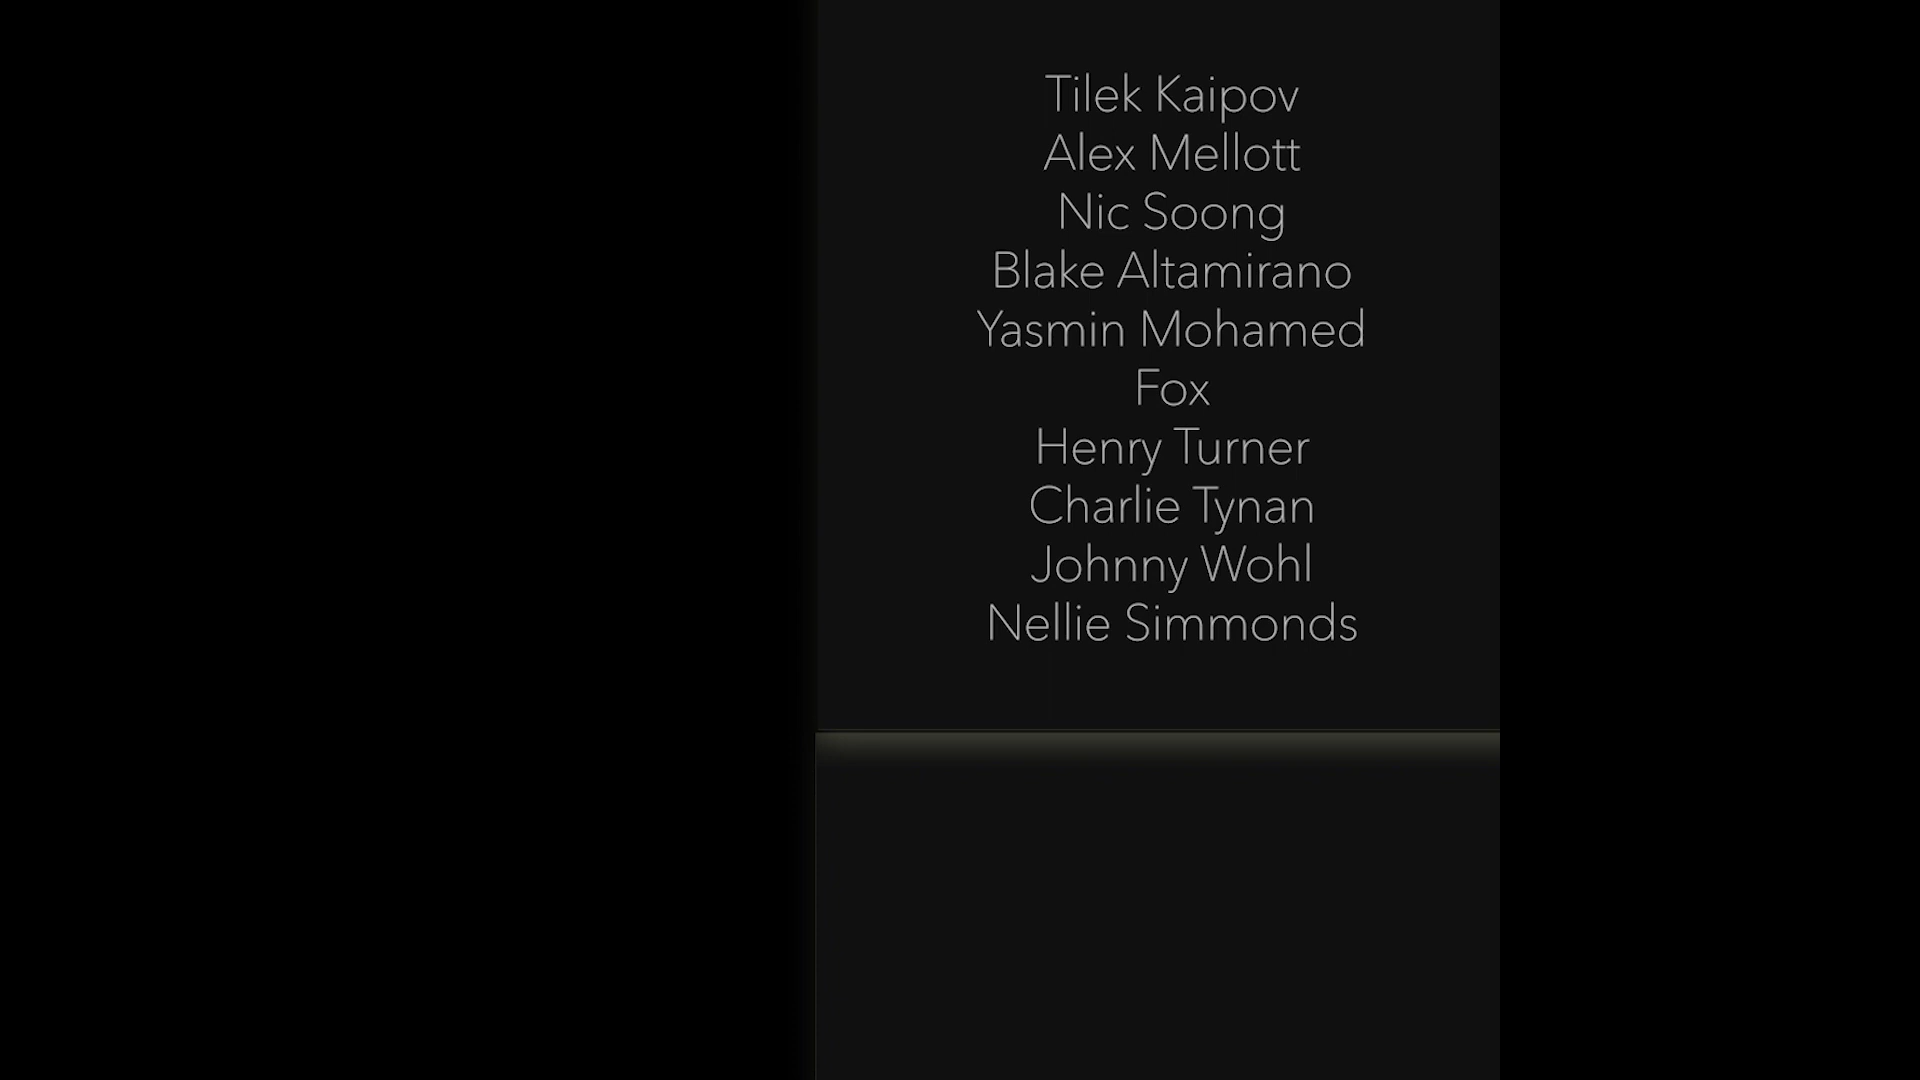 Tilek Kaipov
Alex Mellott
Nic Soong
Blake Altamirano
Yasmin Mohamed
Fox
Henry Turner
Charlie Tynan
Johnny Wohl
Nellie Simmonds